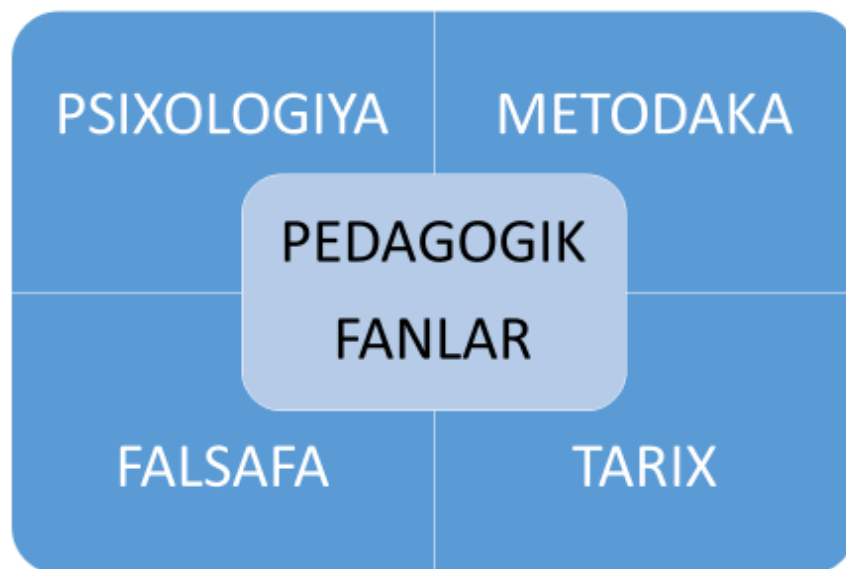 PSIXOLOGIYA
METODAKA
PEDAGOGIK
FANLAR
FALSAFA
TARIX